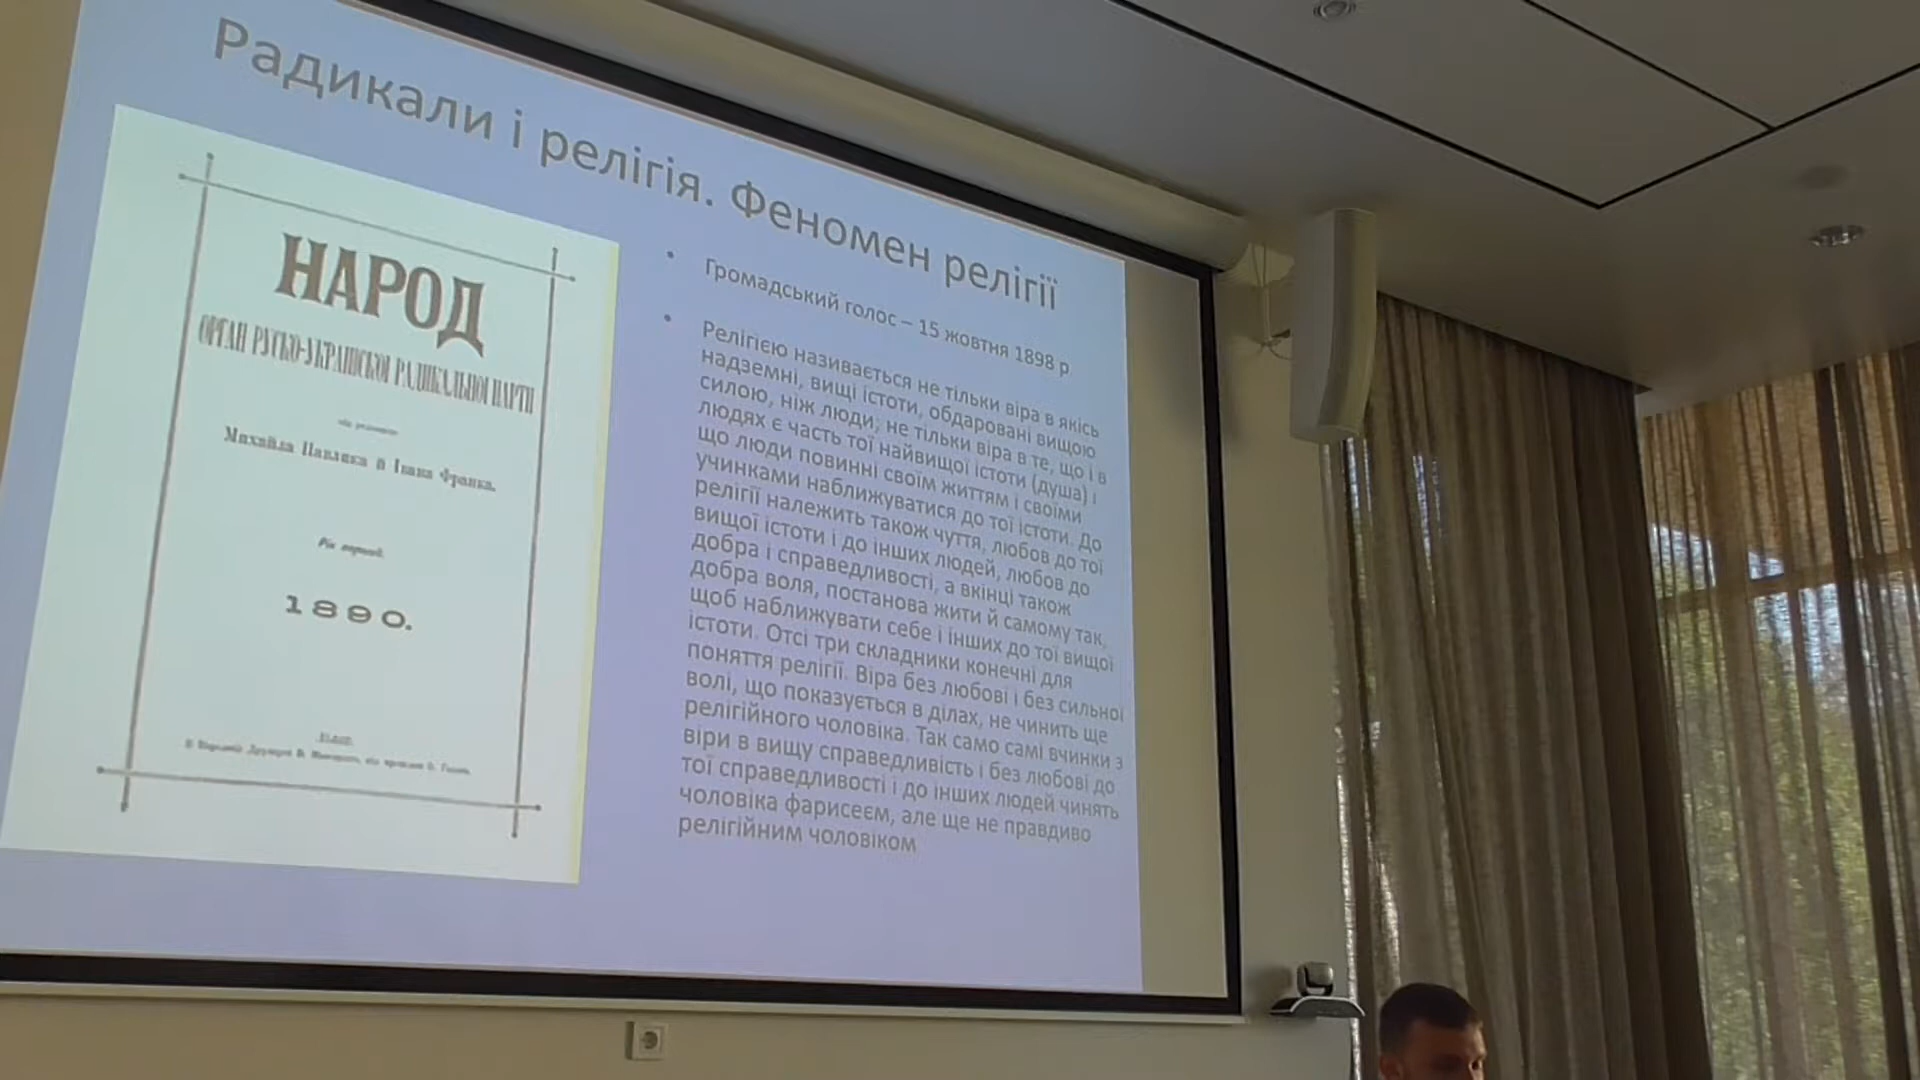 Радикали і релігія. Феномен релігії
НАРОД
ОРГАН РУСКО-УКРАЇНСКОЇ РАДИКАЛЬНОЇ ПАРТІЇ
Михайла Павлика й Івана Франка.
Рік перший.
1890.
• Громадський голос – 15 жовтня 1898 р
• Релігією називається не тільки віра в якісь
надземні, вищі істоти, обдаровані вищою
силою, ніж люди; не тільки віра в те, що і в
людях є часть тої найвищої істоти (душа) і
що люди повинні своїм життям і своїми
учинками наближуватися до тої істоти. До
релігії належить також чуття, любов до тої
вищої істоти і до інших людей, любов до
добра і справедливості, а вкінці також
добра воля, постанова жити й самому так,
щоб наближувати себе і інших до тої вищої
істоти. Отсі три складники конечні для
поняття релігії. Віра без любові і без сильної
волі, що показується в ділах, не чинить ще
релігійного чоловіка. Так само самі вчинки з
віри в вищу справедливість і без любові до
тої справедливості і до інших людей чинять
чоловіка фарисеєм, але ще не правдиво
релігійним чоловіком